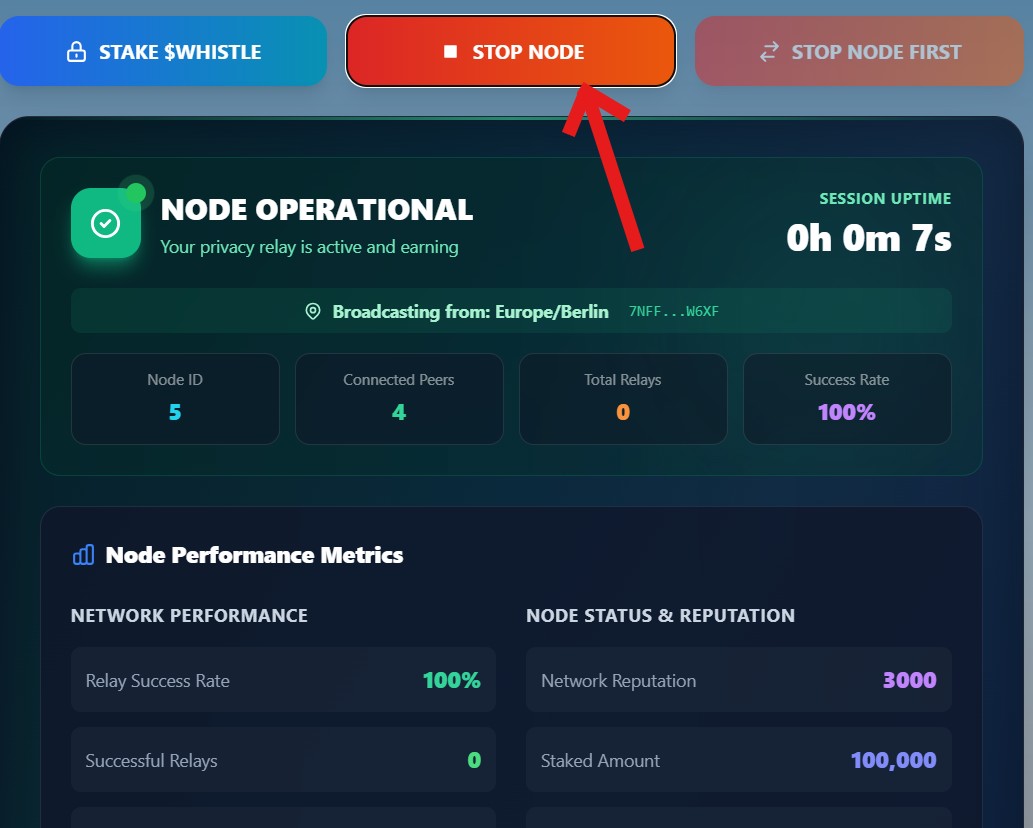 STAKE $WHISTLE
STOP NODE
STOP NODE FIRST
NODE OPERATIONAL
Your privacy relay is active and earning
SESSION UPTIME
0h 0m 7s
Broadcasting from: Europe/Berlin 7NFF...W6XF
Node ID
5
Connected Peers
4
Total Relays
0
Success Rate
100%
Node Performance Metrics
NETWORK PERFORMANCE
Relay Success Rate 100%
Successful Relays 0
NODE STATUS & REPUTATION
Network Reputation 3000
Staked Amount 100,000